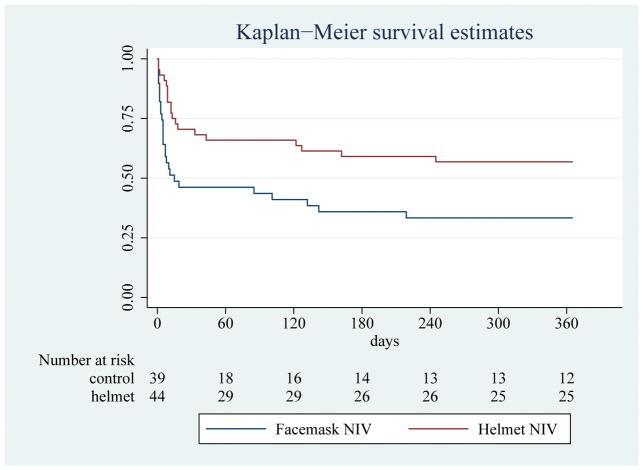 Kaplan−Meier survival estimates
1.00
0.75
0.50
0.25
0.00
0 60 120 180 240 300 360
days
Number at risk
control 39 18 16 14 13 13 12
helmet 44 29 29 26 26 25 25
Facemask NIV Helmet NIV